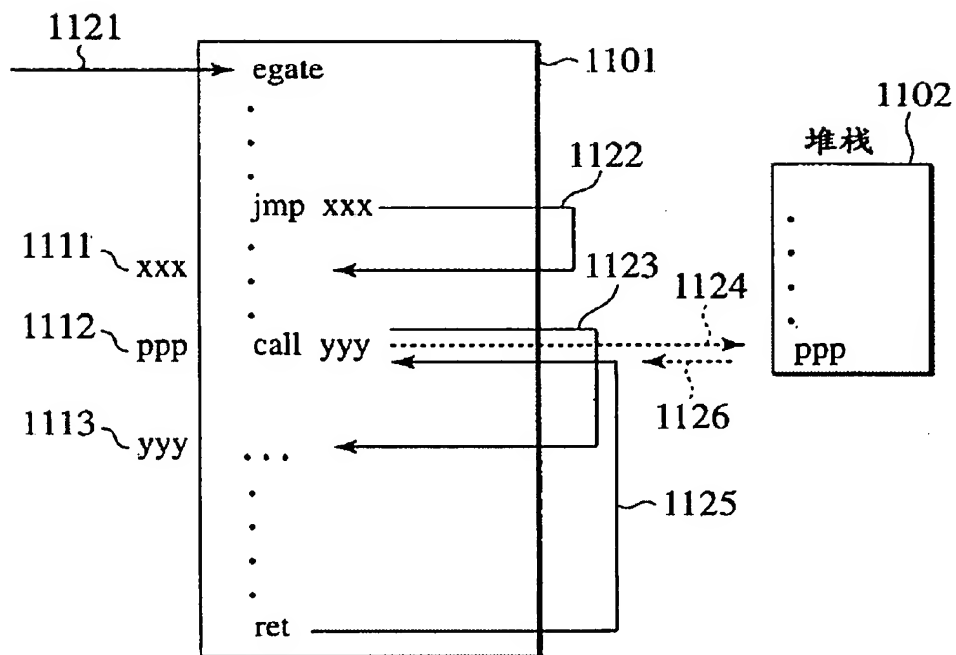 1121
egate
1101
1102
堆栈
1122
jmp xxx
1111
xxx
1123
1124
1112
ppp
call yyy
ppp
1126
1113
yyy
...
1125
ret